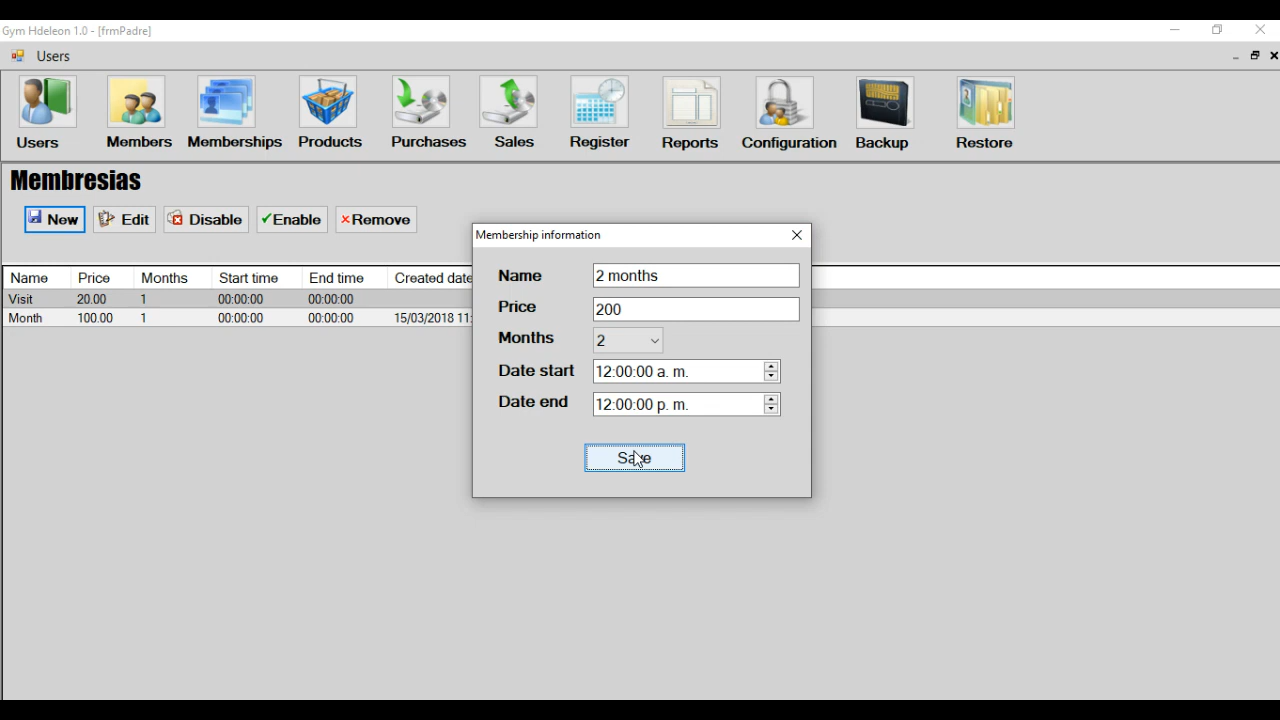 Gym Hdeleon 1.0 - [frmPadre]
Users
Users Members Memberships Products Purchases Sales Register Reports Configuration Backup Restore
Membresias
New Edit Disable Enable Remove
Membership information
Name Price Months Start time End time Created date
Visit 20.00 1 00:00:00 00:00:00
Month 100.00 1 00:00:00 00:00:00 15/03/2018 11:
Name 2 months
Price 200
Months 2
Date start 12:00:00 a. m.
Date end 12:00:00 p. m.
Save